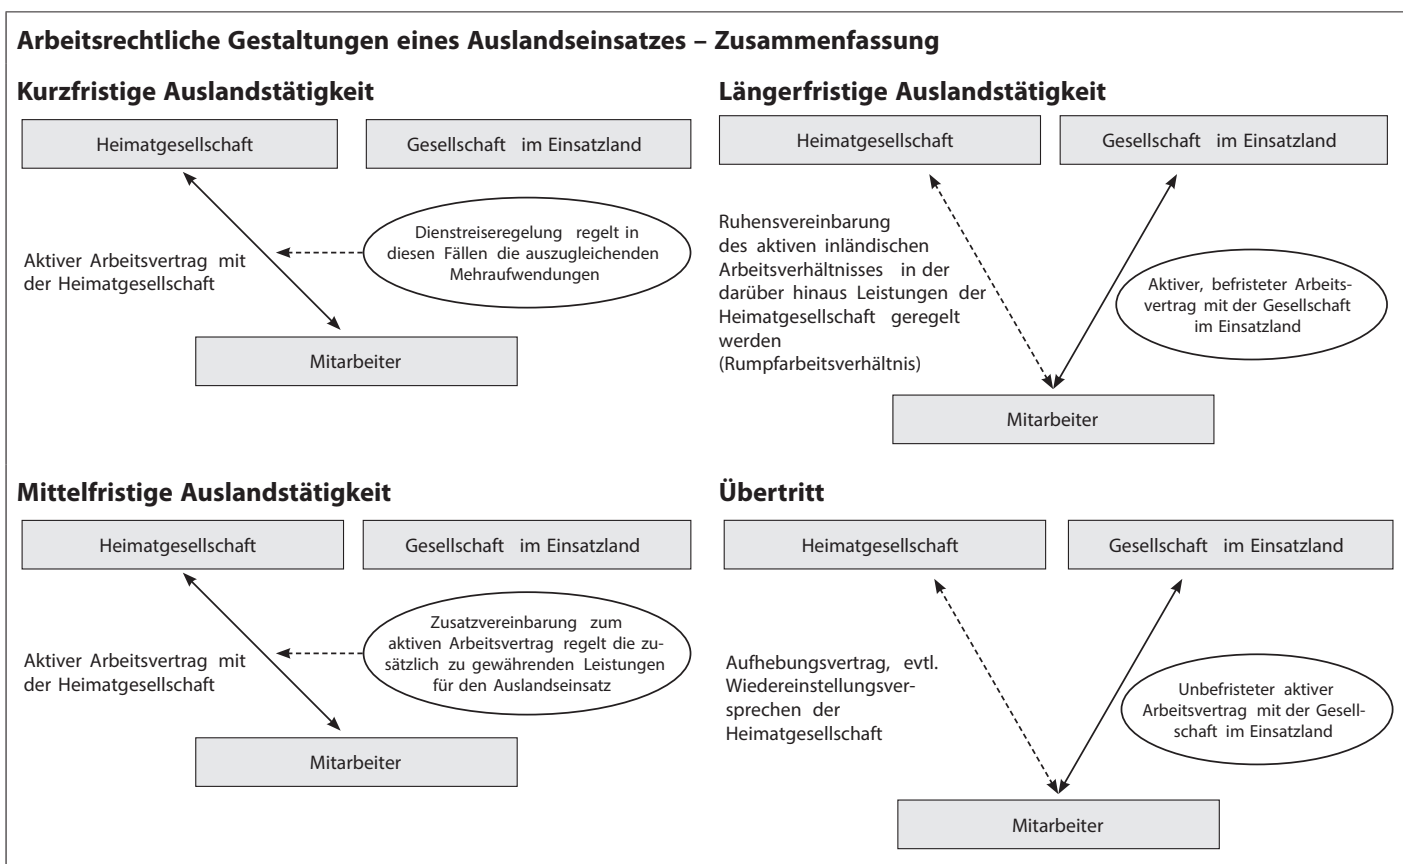 Arbeitsrechtliche Gestaltungen eines Auslandseinsatzes – Zusammenfassung
Kurzfristige Auslandstätigkeit
Heimatgesellschaft
Gesellschaft im Einsatzland
Dienstreiseregelung regelt in
diesen Fällen die auszugleichenden
Mehraufwendungen
Aktiver Arbeitsvertrag mit
der Heimatgesellschaft
Mitarbeiter
Längerfristige Auslandstätigkeit
Heimatgesellschaft
Gesellschaft im Einsatzland
Ruhensvereinbarung
des aktiven inländischen
Arbeitsverhältnisses in der
darüber hinaus Leistungen der
Heimatgesellschaft geregelt
werden
(Rumpfarbeitsverhältnis)
Aktiver, befristeter Arbeits-
vertrag mit der Gesellschaft
im Einsatzland
Mitarbeiter
Mittelfristige Auslandstätigkeit
Heimatgesellschaft
Gesellschaft im Einsatzland
Zusatzvereinbarung zum
aktiven Arbeitsvertrag regelt die zu-
sätzlich zu gewährenden Leistungen
für den Auslandseinsatz
Aktiver Arbeitsvertrag mit
der Heimatgesellschaft
Mitarbeiter
Übertritt
Heimatgesellschaft
Gesellschaft im Einsatzland
Aufhebungsvertrag, evtl.
Wiedereinstellungsver-
sprechen der
Heimatgesellschaft
Unbefristeter aktiver
Arbeitsvertrag mit der Gesell-
schaft im Einsatzland
Mitarbeiter